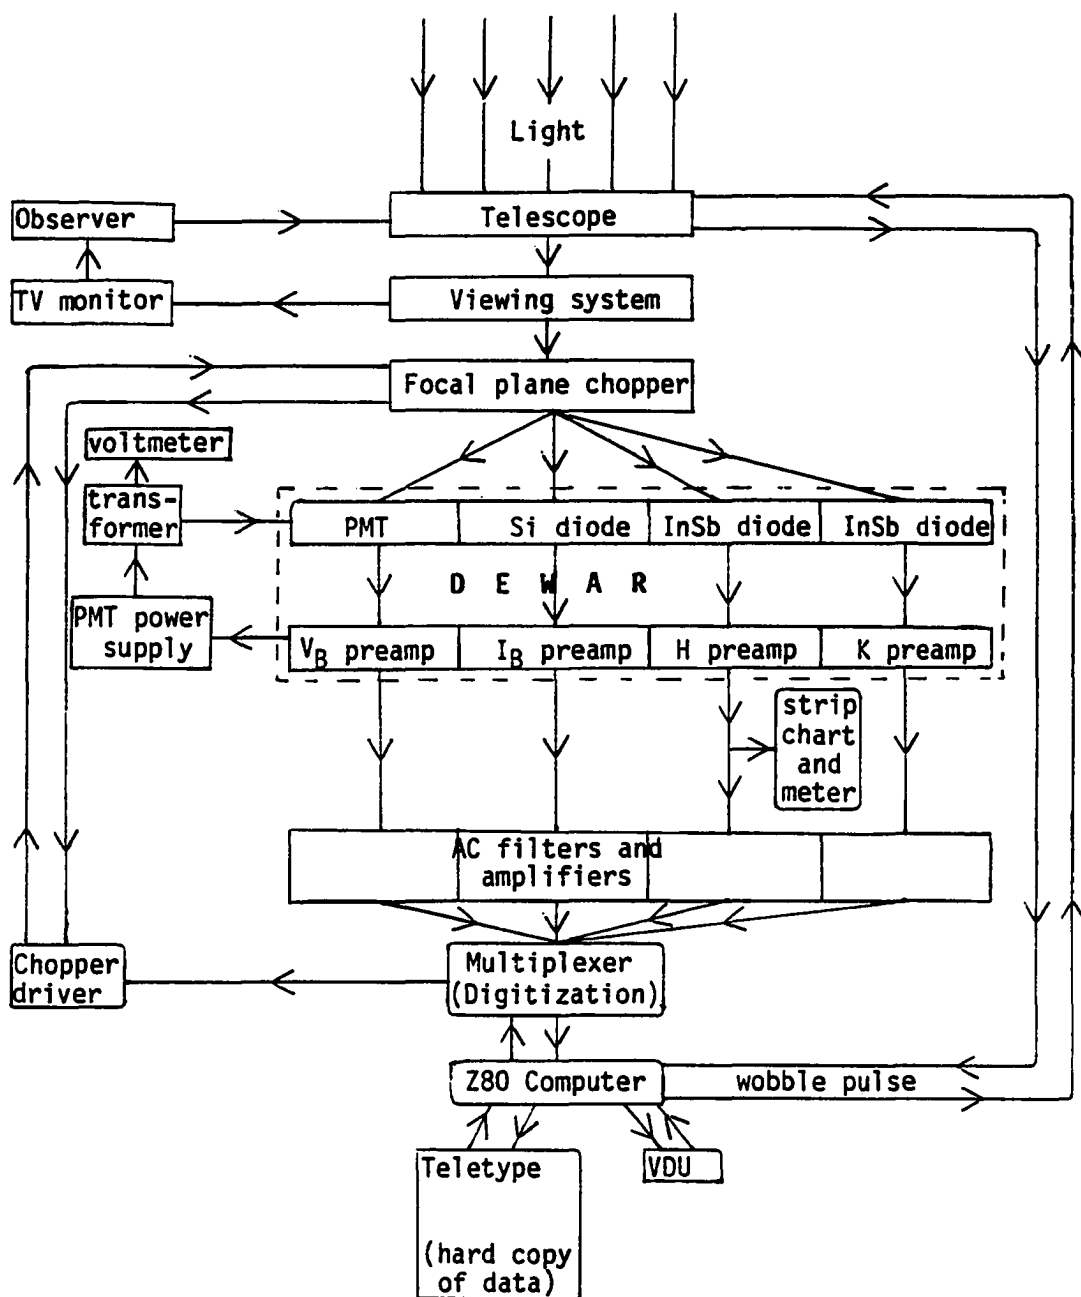 Light
Telescope
Observer
TV monitor
Viewing system
Focal plane chopper
voltmeter
trans-
former
PMT
Si diode
InSb diode
InSb diode
D E W A R
PMT power
supply
V_B preamp
I_B preamp
H preamp
K preamp
strip
chart
and
meter
AC filters and
amplifiers
Chopper
driver
Multiplexer
(Digitization)
Z80 Computer
wobble pulse
Teletype
(hard copy
of data)
VDU